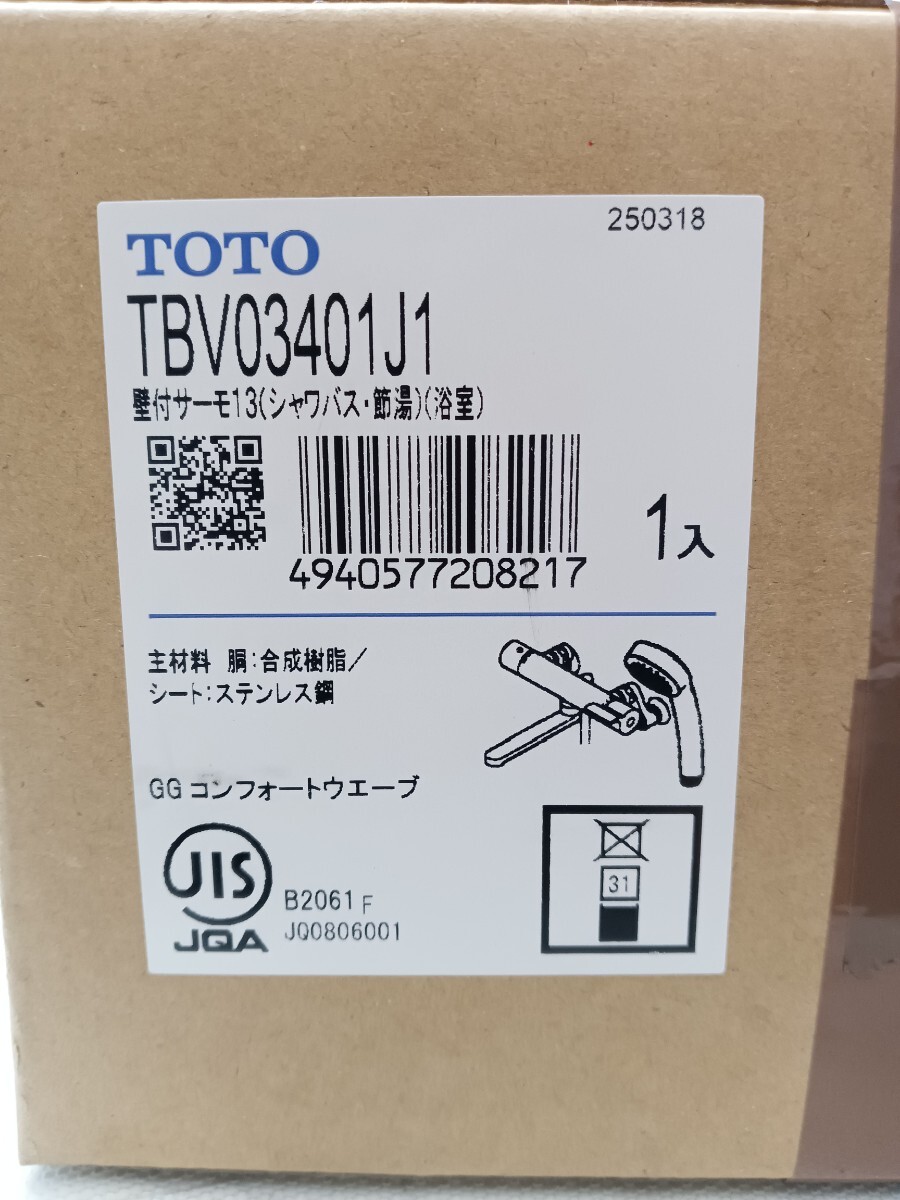 250318
TOTO
TBV03401J1
壁付サーモ13(シャワバス・節湯)(浴室)
4940577208217
1入
主材料 胴:合成樹脂/
シート:ステンレス鋼
GG コンフォートウエーブ
JIS
JQA
B2061 F
JQ0806001
31